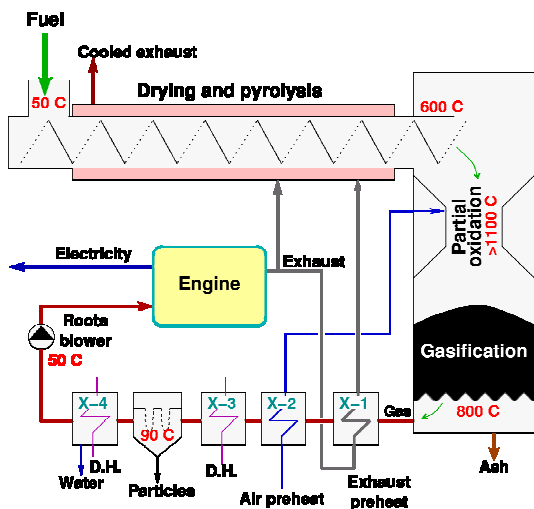 Fuel
Cooled exhaust
50 C
Drying and pyrolysis
600 C
Partial
oxidation
>1100 C
Electricity
Engine
Exhaust
Roots
blower
50 C
Gasification
X-4
X-3
X-2
X-1
Gas
800 C
90 C
D.H.
Water
Particles
D.H.
Air preheat
Exhaust
preheat
Ash